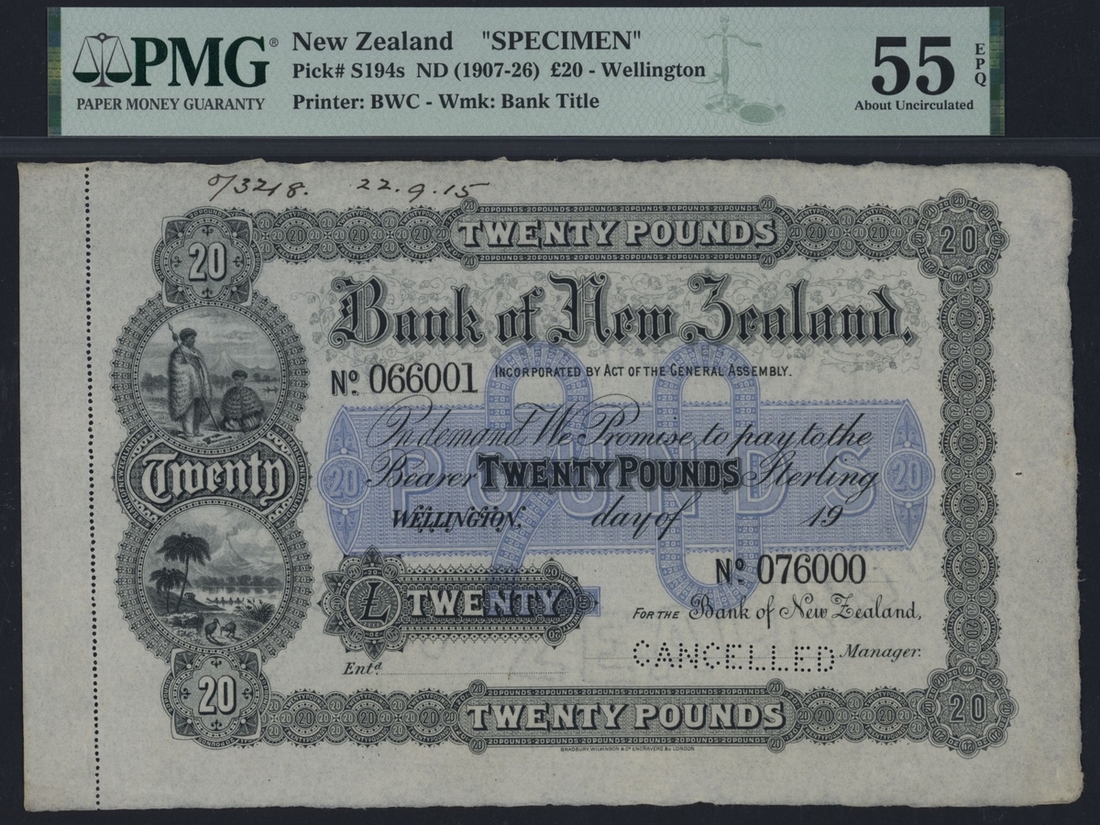 PMG®
PAPER MONEY GUARANTY
New Zealand "SPECIMEN"
Pick# S194s ND (1907-26) £20 - Wellington
Printer: BWC - Wmk: Bank Title
55
EPQ
About Uncirculated
0/3218. 22.9.15
20
TWENTY POUNDS
20
Bank of New Zealand.
No. 066001
INCORPORATED BY ACT OF THE GENERAL ASSEMBLY.
On demand We Promise to pay to the
Bearer TWENTY POUNDS Sterling
20 POUNDS 20
WELLINGTON, day of 19
Twenty
No. 076000
£ TWENTY
FOR THE Bank of New Zealand,
CANCELLED Manager.
Entd.
20
TWENTY POUNDS
20
BRADBURY WILKINSON & Co ENGRAVERS &c LONDON